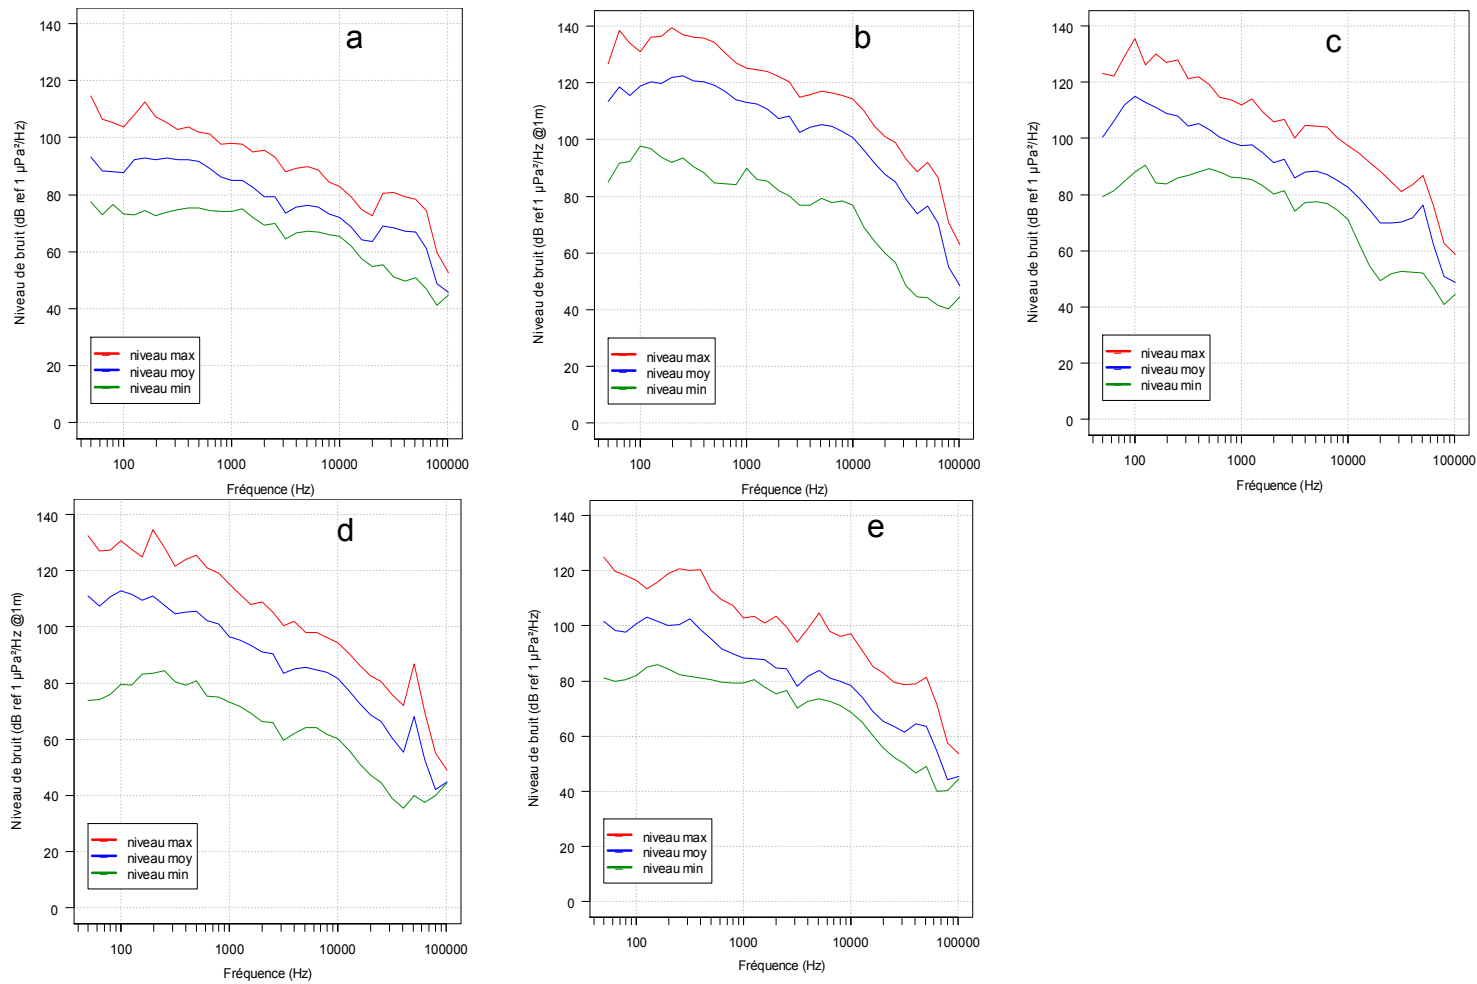 a
Niveau de bruit (dB ref 1 µPa²/Hz)
140
120
100
80
60
40
20
0
niveau max
niveau moy
niveau min
100
1000
10000
100000
Fréquence (Hz)
b
Niveau de bruit (dB ref 1 µPa²/Hz @1m)
140
120
100
80
60
40
20
0
niveau max
niveau moy
niveau min
100
1000
10000
100000
Fréquence (Hz)
c
Niveau de bruit (dB ref 1 µPa²/Hz)
140
120
100
80
60
40
20
0
niveau max
niveau moy
niveau min
100
1000
10000
100000
Fréquence (Hz)
d
Niveau de bruit (dB ref 1 µPa²/Hz @1m)
140
120
100
80
60
40
20
0
niveau max
niveau moy
niveau min
100
1000
10000
100000
Fréquence (Hz)
e
Niveau de bruit (dB ref 1 µPa²/Hz)
140
120
100
80
60
40
20
0
niveau max
niveau moy
niveau min
100
1000
10000
100000
Fréquence (Hz)